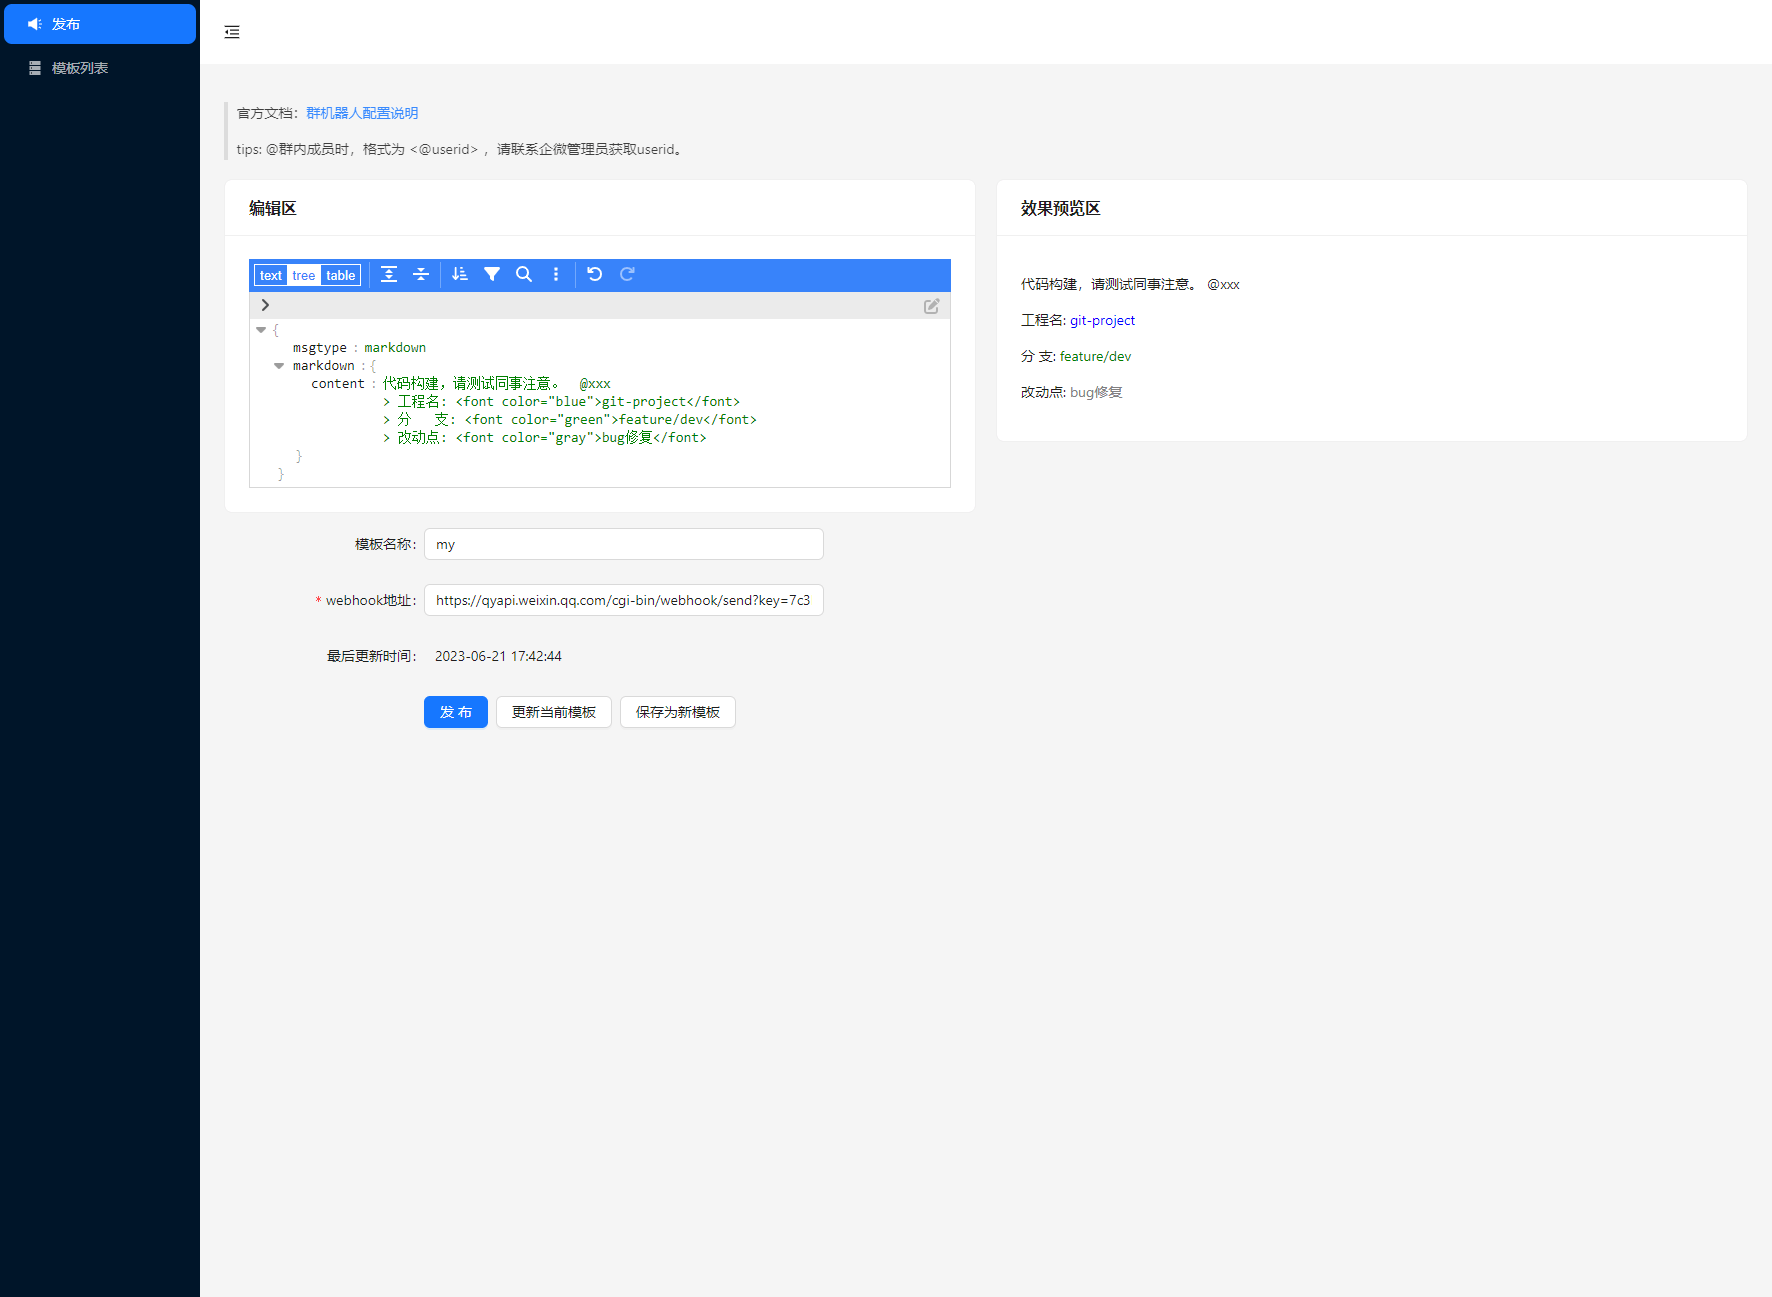 发布
模板列表
官方文档：群机器人配置说明
tips: @群内成员时，格式为 <@userid> ，请联系企微管理员获取userid。
编辑区
text tree table
{
msgtype : markdown
markdown : {
content : 代码构建，请测试同事注意。 @xxx
> 工程名: <font color="blue">git-project</font>
> 分 支: <font color="green">feature/dev</font>
> 改动点: <font color="gray">bug修复</font>
}
}
效果预览区
代码构建，请测试同事注意。 @xxx
工程名: git-project
分 支: feature/dev
改动点: bug修复
模板名称： my
* webhook地址： https://qyapi.weixin.qq.com/cgi-bin/webhook/send?key=7c3
最后更新时间： 2023-06-21 17:42:44
发 布 更新当前模板 保存为新模板